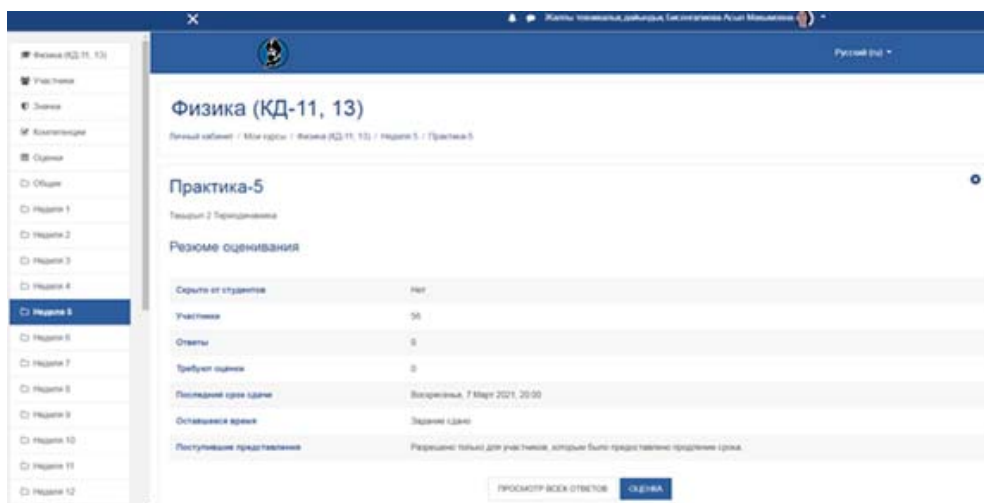 Русский (ru)
Физика (КД-11, 13)
Участники
Значки
Компетенции
Оценки
Общее
Неделя 1
Неделя 2
Неделя 3
Неделя 4
Неделя 5
Неделя 6
Неделя 7
Неделя 8
Неделя 9
Неделя 10
Неделя 11
Неделя 12
Физика (КД-11, 13)
Личный кабинет / Мои курсы / Физика (КД-11, 13) / Неделя 5 / Практика-5
Практика-5
Тақырып 2 Термодинамика
Резюме оценивания
Скрыто от студентов Нет
Участники 56
Ответы
Требуют оценки 0
Последний срок сдачи Воскресенье, 7 Март 2021, 20:00
Оставшееся время Задание сдано
Поступившие представления Разрешено только для участников, которым было предоставлено продление срока.
ПРОСМОТР ВСЕХ ОТВЕТОВ ОЦЕНКА